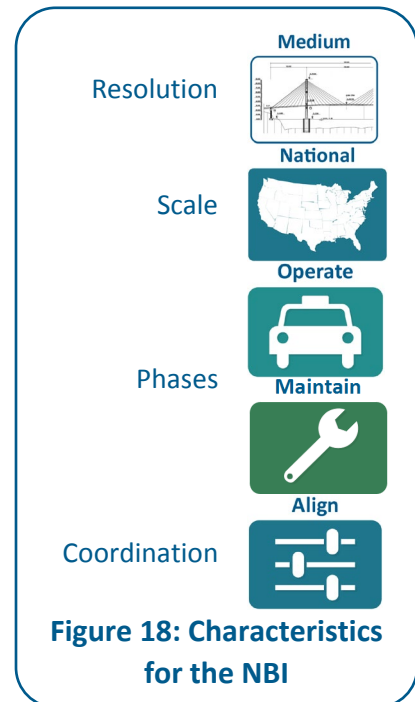 Medium
Resolution
National
Scale
Operate
Phases
Maintain
Align
Coordination
Figure 18: Characteristics
for the NBI